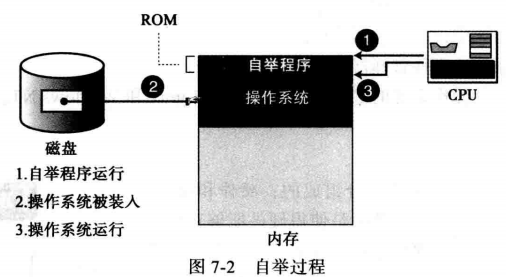 ROM
1
自举程序
3
CPU
2
操作系统
磁盘
1.自举程序运行
2.操作系统被装入
3.操作系统运行
内存
图 7-2 自举过程